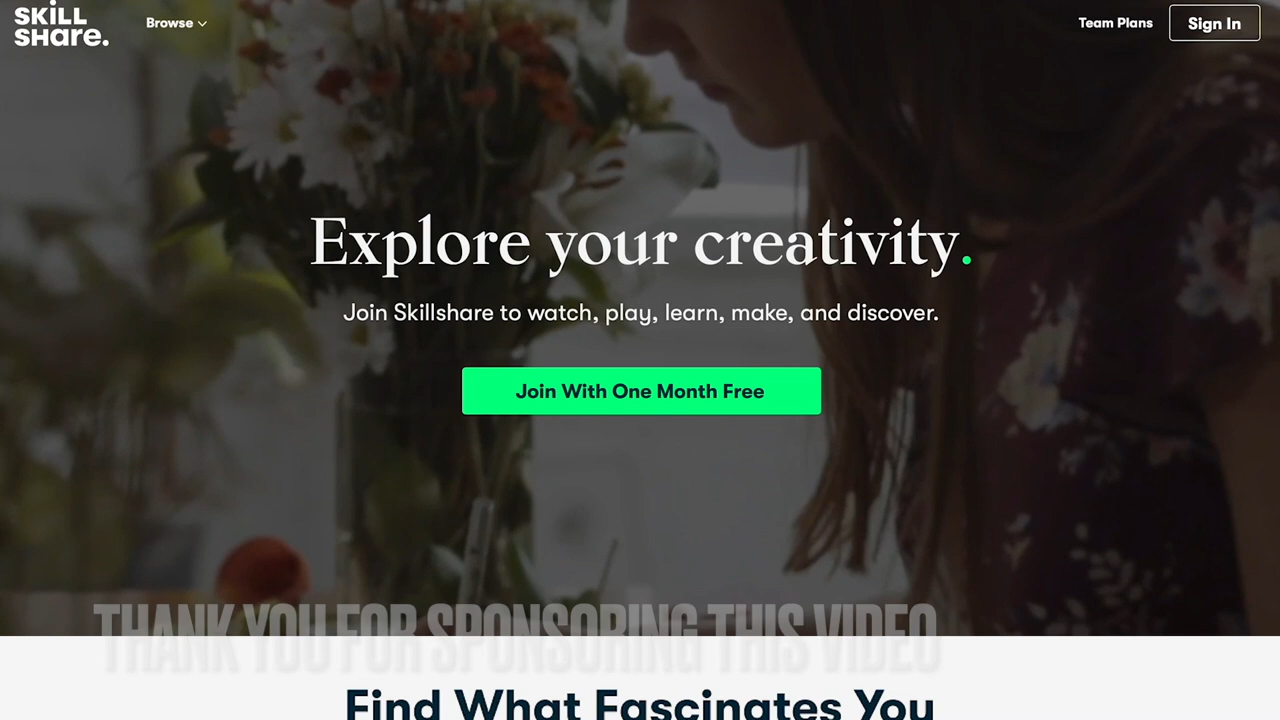 SKILL
SHARE.
Browse
Team Plans
Sign In
Explore your creativity.
Join Skillshare to watch, play, learn, make, and discover.
Join With One Month Free
THANK YOU FOR SPONSORING THIS VIDEO
Find What Fascinates You